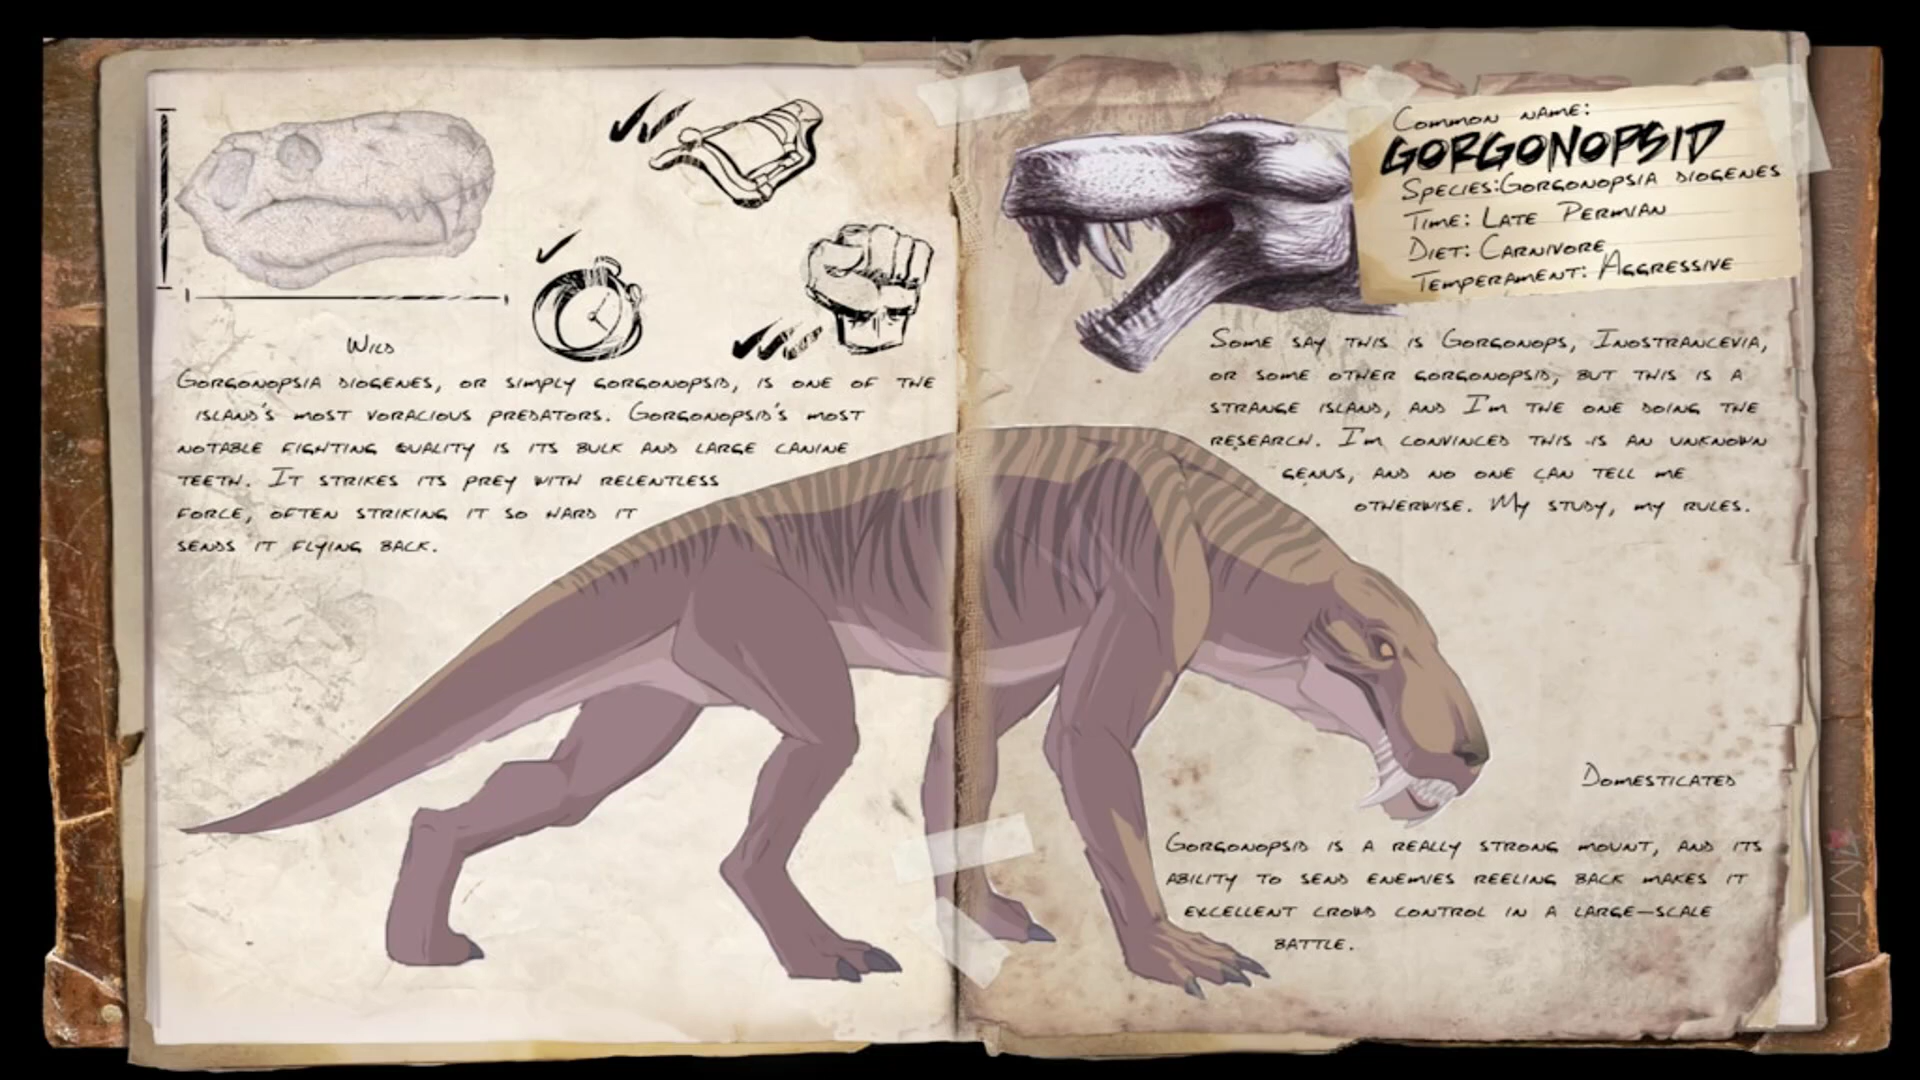 Wild
Gorgonopsia diogenes, or simply gorgonopsid, is one of the
island's most voracious predators. Gorgonopsid's most
notable fighting quality is its bulk and large canine
teeth. It strikes its prey with relentless
force, often striking it so hard it
sends it flying back.
Common name:
GORGONOPSID
Species: Gorgonopsia diogenes
Time: Late Permian
Diet: Carnivore
Temperament: Aggressive
Some say this is Gorgonops, Inostrancevia,
or some other gorgonopsid, but this is a
strange island, and I'm the one doing the
research. I'm convinced this is an unknown
genus, and no one can tell me
otherwise. My study, my rules.
Domesticated
Gorgonopsid is a really strong mount, and its
ability to send enemies reeling back makes it
excellent crowd control in a large-scale
battle.